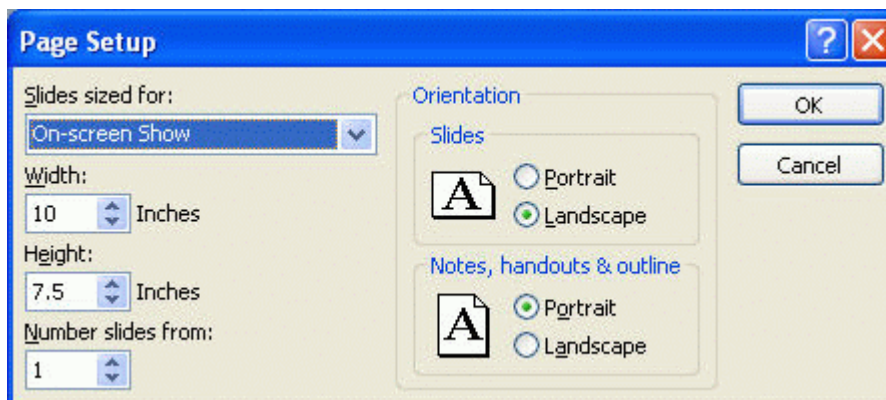 Page Setup
Slides sized for:
On-screen Show
Width:
10 Inches
Height:
7.5 Inches
Number slides from:
1
Orientation
Slides
A
Portrait
Landscape
Notes, handouts & outline
A
Portrait
Landscape
?
OK
Cancel